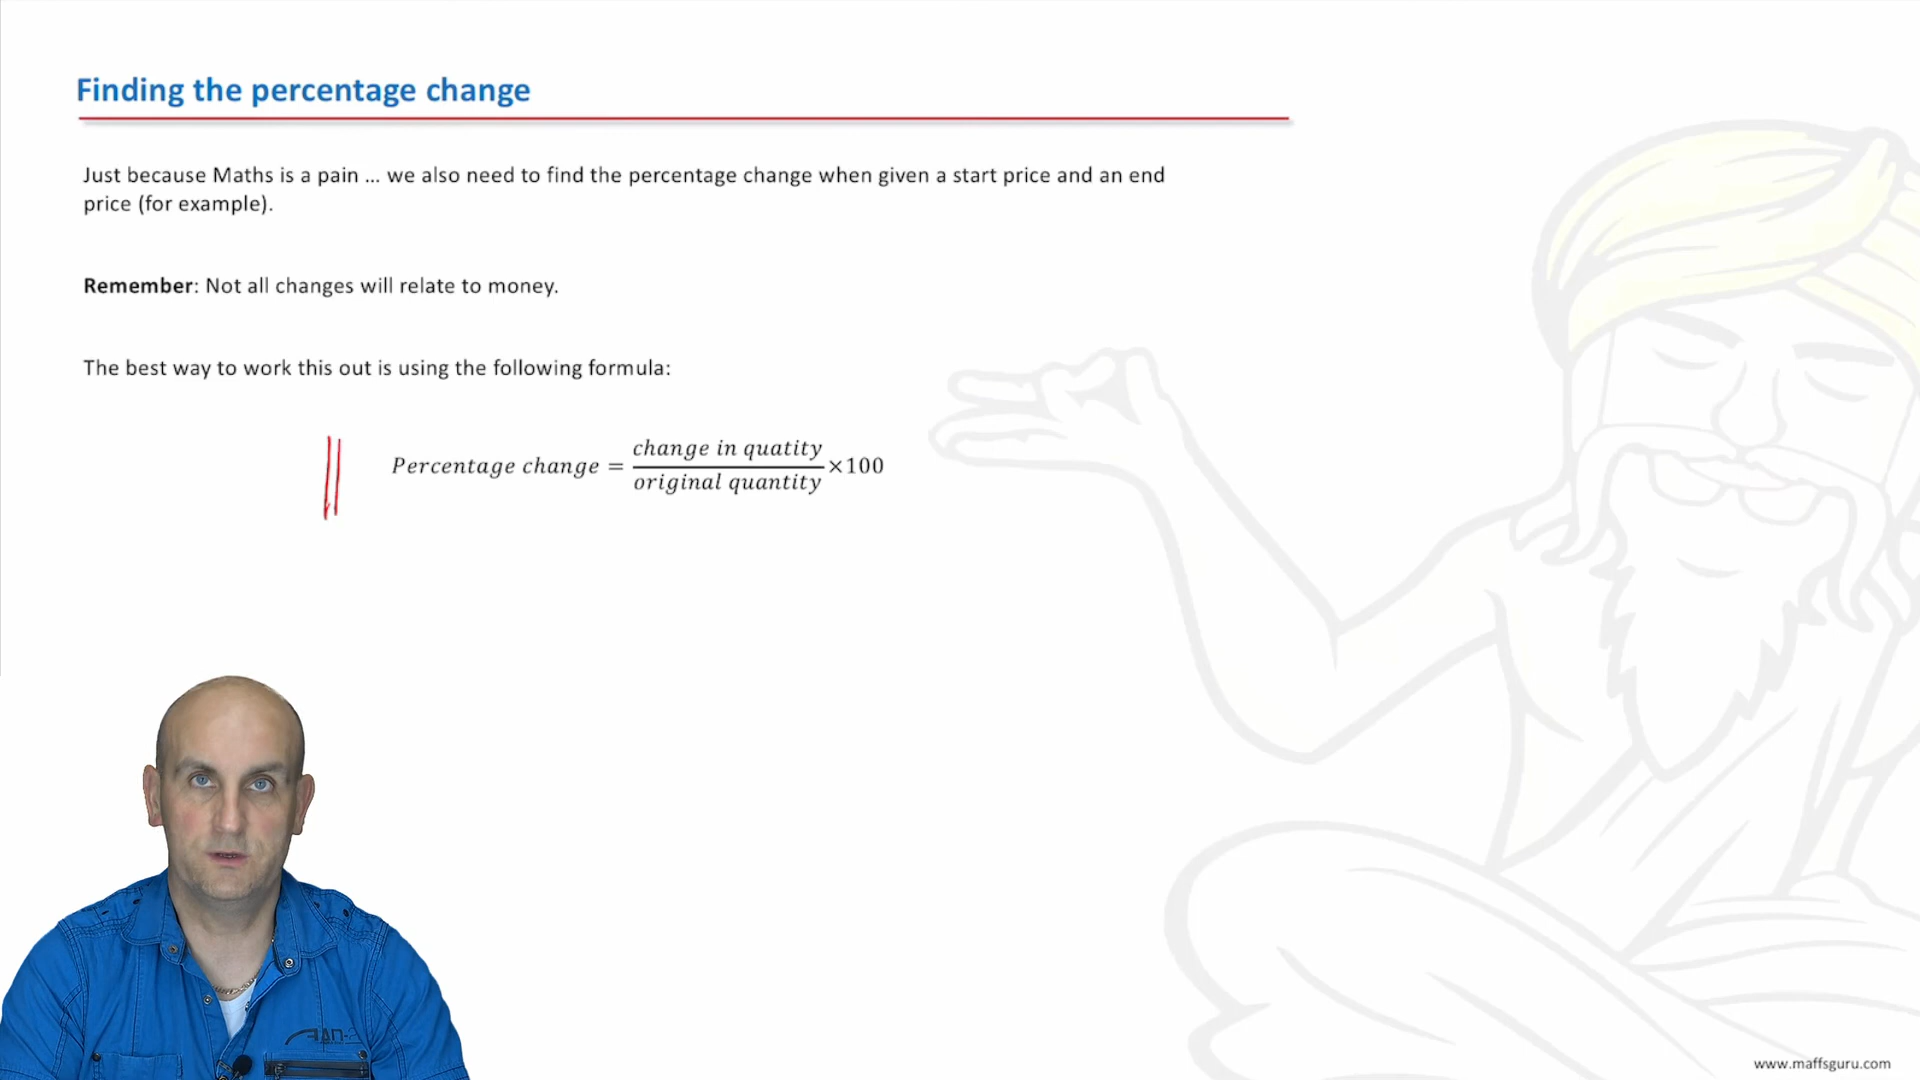 Finding the percentage change
Just because Maths is a pain ... we also need to find the percentage change when given a start price and an end
price (for example).
Remember: Not all changes will relate to money.
The best way to work this out is using the following formula:
Percentage change = change in quatity / original quantity ×100
www.maffsguru.com